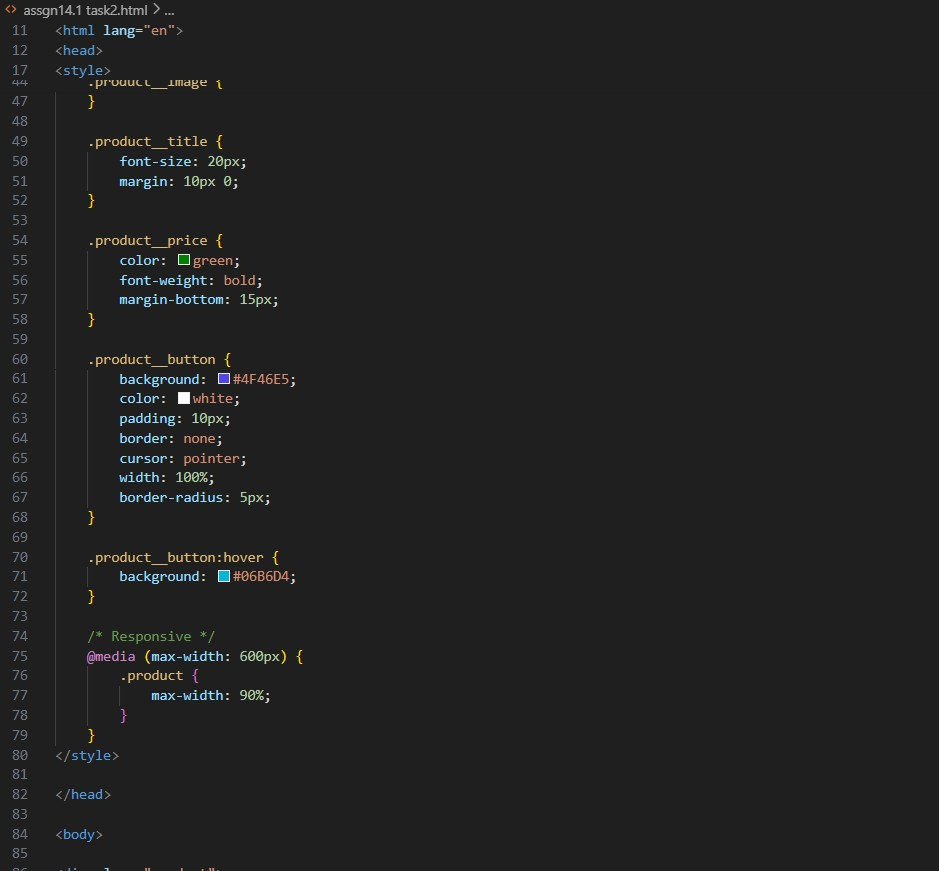 <> assgn14.1 task2.html > ...
11 <html lang="en">
12 <head>
17 <style>
44 .product__image {
47 }
48
49 .product__title {
50 font-size: 20px;
51 margin: 10px 0;
52 }
53
54 .product__price {
55 color: green;
56 font-weight: bold;
57 margin-bottom: 15px;
58 }
59
60 .product__button {
61 background: #4F46E5;
62 color: white;
63 padding: 10px;
64 border: none;
65 cursor: pointer;
66 width: 100%;
67 border-radius: 5px;
68 }
69
70 .product__button:hover {
71 background: #06B6D4;
72 }
73
74 /* Responsive */
75 @media (max-width: 600px) {
76 .product {
77 max-width: 90%;
78 }
79 }
80 </style>
81
82 </head>
83
84 <body>
85